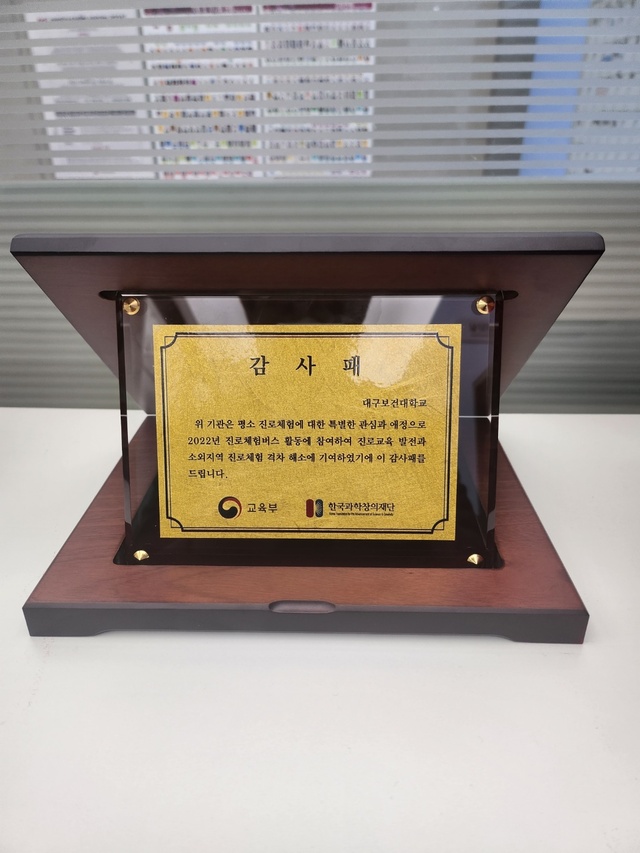 감 사 패
대구보건대학교
위 기관은 평소 진로체험에 대한 특별한 관심과 애정으로
2022년 진로체험버스 활동에 참여하여 진로교육 발전과
소외지역 진로체험 격차 해소에 기여하였기에 이 감사패를
드립니다.
교육부
한국과학창의재단